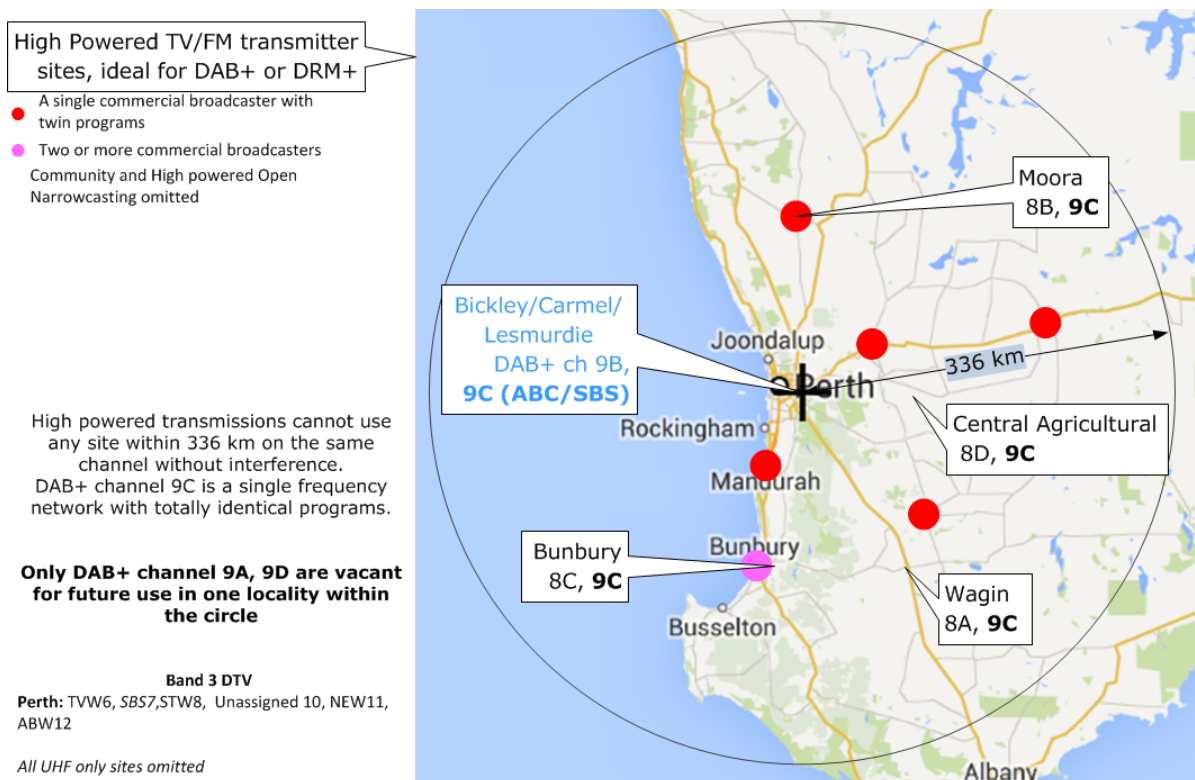 High Powered TV/FM transmitter
sites, ideal for DAB+ or DRM+
A single commercial broadcaster with
twin programs
Two or more commercial broadcasters
Community and High powered Open
Narrowcasting omitted
High powered transmissions cannot use
any site within 336 km on the same
channel without interference.
DAB+ channel 9C is a single frequency
network with totally identical programs.
Only DAB+ channel 9A, 9D are vacant
for future use in one locality within
the circle
Band 3 DTV
Perth: TVW6, SBS7,STW8, Unassigned 10, NEW11,
ABW12
All UHF only sites omitted
Moora
8B, 9C
Bickley/Carmel/
Lesmurdie
DAB+ ch 9B,
9C (ABC/SBS)
Joondalup
Perth
336 km
Rockingham
Central Agricultural
8D, 9C
Mandurah
Bunbury
8C, 9C
Bunbury
Wagin
8A, 9C
Busselton
Albany